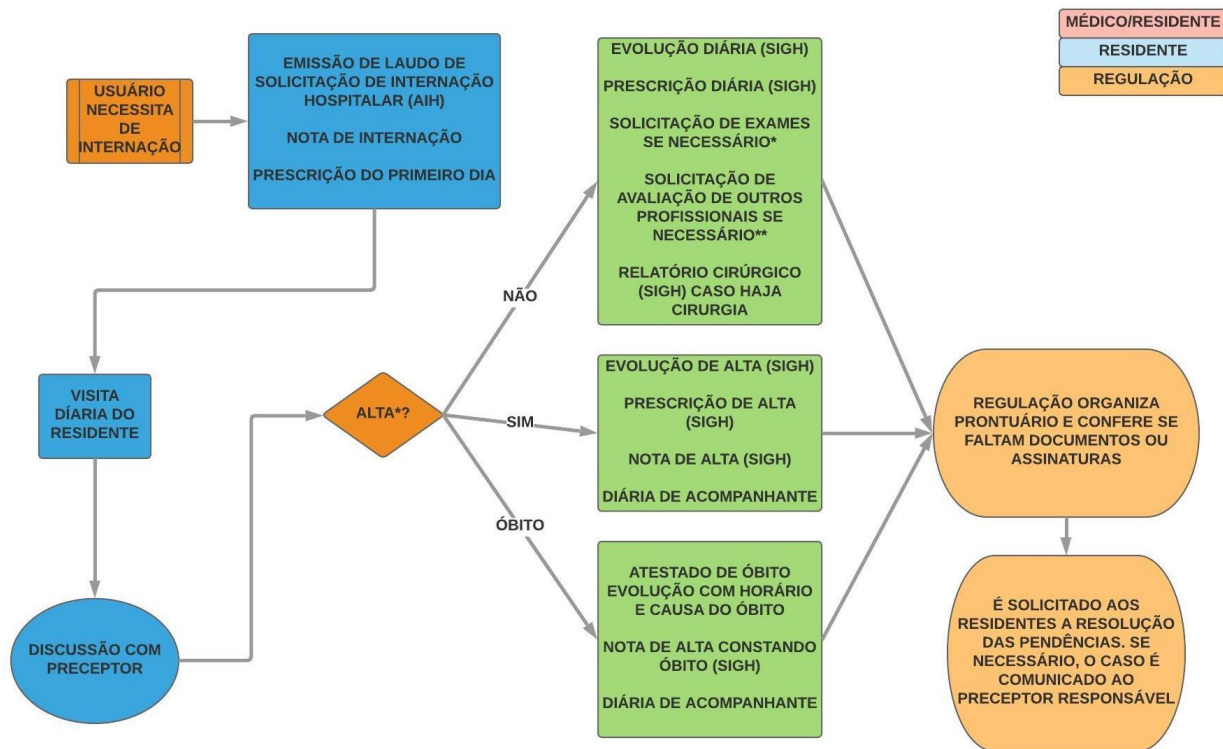 MÉDICO/RESIDENTE
RESIDENTE
REGULAÇÃO
USUÁRIO
NECESSITA
DE
INTERNAÇÃO
EMISSÃO DE LAUDO DE
SOLICITAÇÃO DE INTERNAÇÃO
HOSPITALAR (AIH)
NOTA DE INTERNAÇÃO
PRESCRIÇÃO DO PRIMEIRO DIA
VISITA
DÍARIA DO
RESIDENTE
DISCUSSÃO COM
PRECEPTOR
ALTA*?
NÃO
SIM
ÓBITO
EVOLUÇÃO DIÁRIA (SIGH)
PRESCRIÇÃO DIÁRIA (SIGH)
SOLICITAÇÃO DE EXAMES
SE NECESSÁRIO*
SOLICITAÇÃO DE
AVALIAÇÃO DE OUTROS
PROFISSIONAIS SE
NECESSÁRIO**
RELATÓRIO CIRÚRGICO
(SIGH) CASO HAJA
CIRURGIA
EVOLUÇÃO DE ALTA (SIGH)
PRESCRIÇÃO DE ALTA
(SIGH)
NOTA DE ALTA (SIGH)
DIÁRIA DE ACOMPANHANTE
ATESTADO DE ÓBITO
EVOLUÇÃO COM HORÁRIO
E CAUSA DO ÓBITO
NOTA DE ALTA CONSTANDO
ÓBITO (SIGH)
DIÁRIA DE ACOMPANHANTE
REGULAÇÃO ORGANIZA
PRONTUÁRIO E CONFERE SE
FALTAM DOCUMENTOS OU
ASSINATURAS
É SOLICITADO AOS
RESIDENTES A RESOLUÇÃO
DAS PENDÊNCIAS. SE
NECESSÁRIO, O CASO É
COMUNICADO AO
PRECEPTOR RESPONSÁVEL